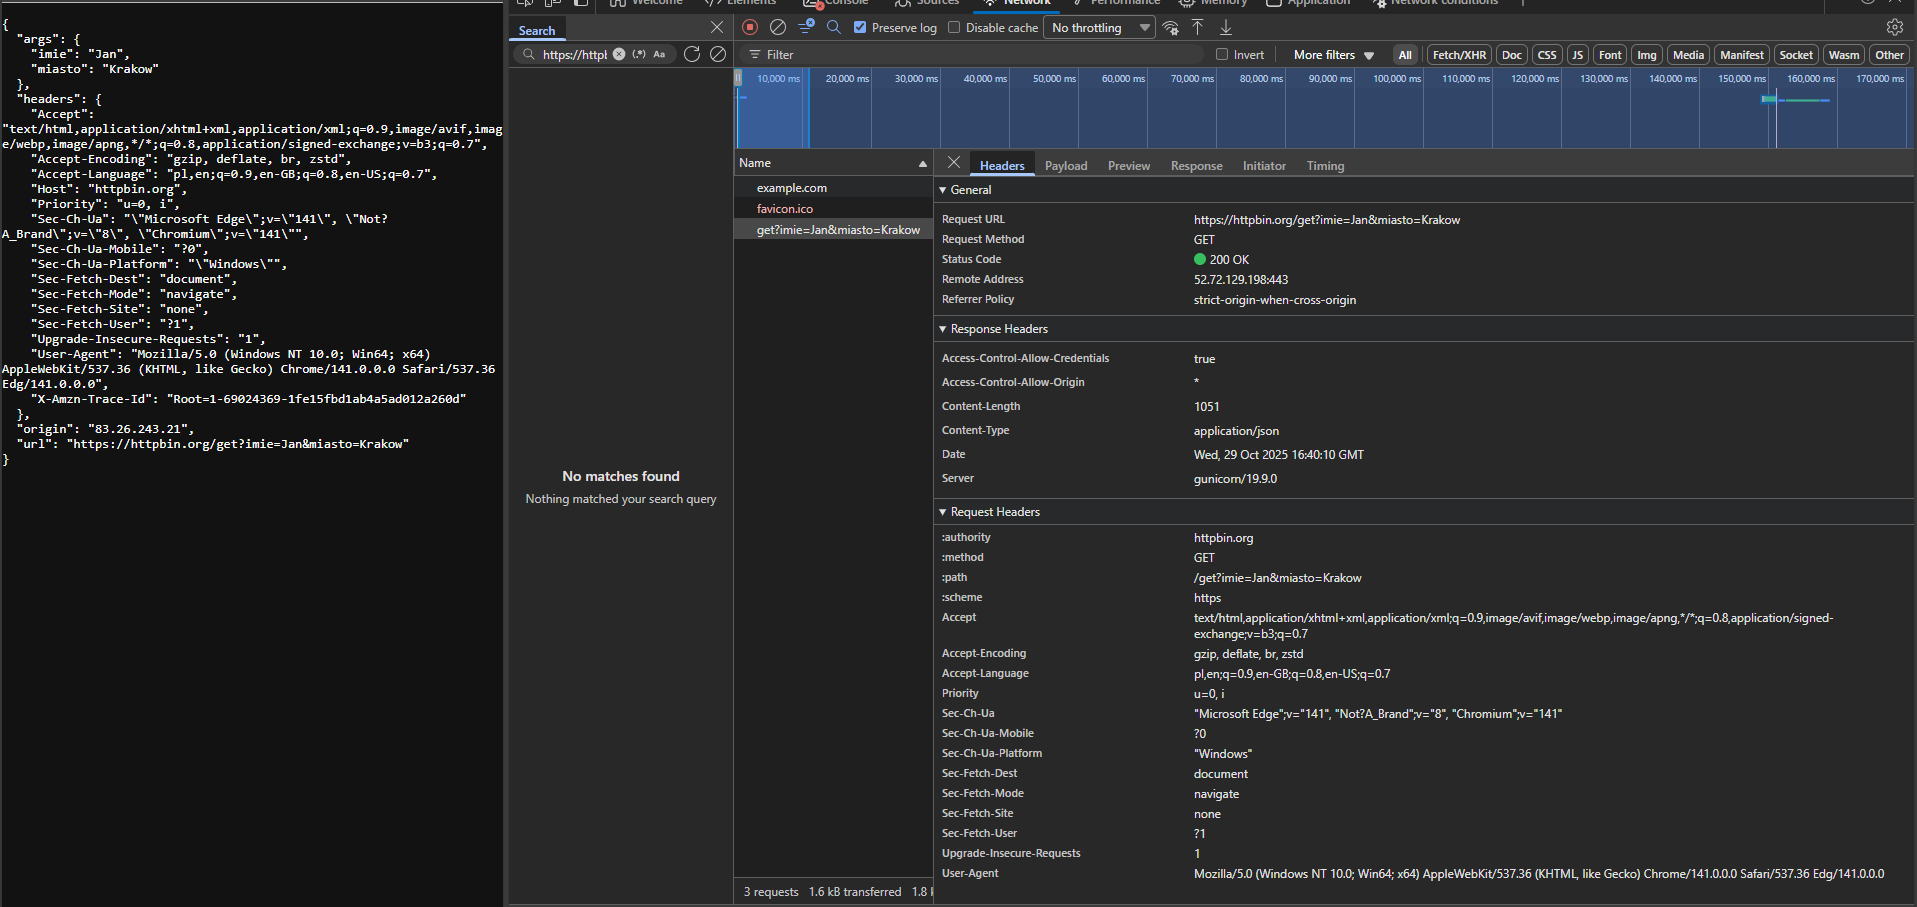 Welcome Elements Console Sources Network Performance Memory Application Network conditions
{
"args": {
"imie": "Jan",
"miasto": "Krakow"
},
"headers": {
"Accept":
"text/html,application/xhtml+xml,application/xml;q=0.9,image/avif,imag
e/webp,image/apng,*/*;q=0.8,application/signed-exchange;v=b3;q=0.7",
"Accept-Encoding": "gzip, deflate, br, zstd",
"Accept-Language": "pl,en;q=0.9,en-GB;q=0.8,en-US;q=0.7",
"Host": "httpbin.org",
"Priority": "u=0, i",
"Sec-Ch-Ua": "\"Microsoft Edge\";v=\"141\", \"Not?
A_Brand\";v=\"8\", \"Chromium\";v=\"141\"",
"Sec-Ch-Ua-Mobile": "?0",
"Sec-Ch-Ua-Platform": "\"Windows\"",
"Sec-Fetch-Dest": "document",
"Sec-Fetch-Mode": "navigate",
"Sec-Fetch-Site": "none",
"Sec-Fetch-User": "?1",
"Upgrade-Insecure-Requests": "1",
"User-Agent": "Mozilla/5.0 (Windows NT 10.0; Win64; x64)
AppleWebKit/537.36 (KHTML, like Gecko) Chrome/141.0.0.0 Safari/537.36
Edg/141.0.0.0",
"X-Amzn-Trace-Id": "Root=1-69024369-1fe15fbd1ab4a5ad012a260d"
},
"origin": "83.26.243.21",
"url": "https://httpbin.org/get?imie=Jan&miasto=Krakow"
}
Search
https://httpl (.*) Aa
No matches found
Nothing matched your search query
Preserve log Disable cache No throttling
Filter Invert More filters All Fetch/XHR Doc CSS JS Font Img Media Manifest Socket Wasm Other
10,000 ms 20,000 ms 30,000 ms 40,000 ms 50,000 ms 60,000 ms 70,000 ms 80,000 ms 90,000 ms 100,000 ms 110,000 ms 120,000 ms 130,000 ms 140,000 ms 150,000 ms 160,000 ms 170,000 ms
Name
example.com
favicon.ico
get?imie=Jan&miasto=Krakow
3 requests 1.6 kB transferred 1.8
Headers Payload Preview Response Initiator Timing
General
Request URL https://httpbin.org/get?imie=Jan&miasto=Krakow
Request Method GET
Status Code 200 OK
Remote Address 52.72.129.198:443
Referrer Policy strict-origin-when-cross-origin
Response Headers
Access-Control-Allow-Credentials true
Access-Control-Allow-Origin *
Content-Length 1051
Content-Type application/json
Date Wed, 29 Oct 2025 16:40:10 GMT
Server gunicorn/19.9.0
Request Headers
:authority httpbin.org
:method GET
:path /get?imie=Jan&miasto=Krakow
:scheme https
Accept text/html,application/xhtml+xml,application/xml;q=0.9,image/avif,image/webp,image/apng,*/*;q=0.8,application/signed-
exchange;v=b3;q=0.7
Accept-Encoding gzip, deflate, br, zstd
Accept-Language pl,en;q=0.9,en-GB;q=0.8,en-US;q=0.7
Priority u=0, i
Sec-Ch-Ua "Microsoft Edge";v="141", "Not?A_Brand";v="8", "Chromium";v="141"
Sec-Ch-Ua-Mobile ?0
Sec-Ch-Ua-Platform "Windows"
Sec-Fetch-Dest document
Sec-Fetch-Mode navigate
Sec-Fetch-Site none
Sec-Fetch-User ?1
Upgrade-Insecure-Requests 1
User-Agent Mozilla/5.0 (Windows NT 10.0; Win64; x64) AppleWebKit/537.36 (KHTML, like Gecko) Chrome/141.0.0.0 Safari/537.36 Edg/141.0.0.0